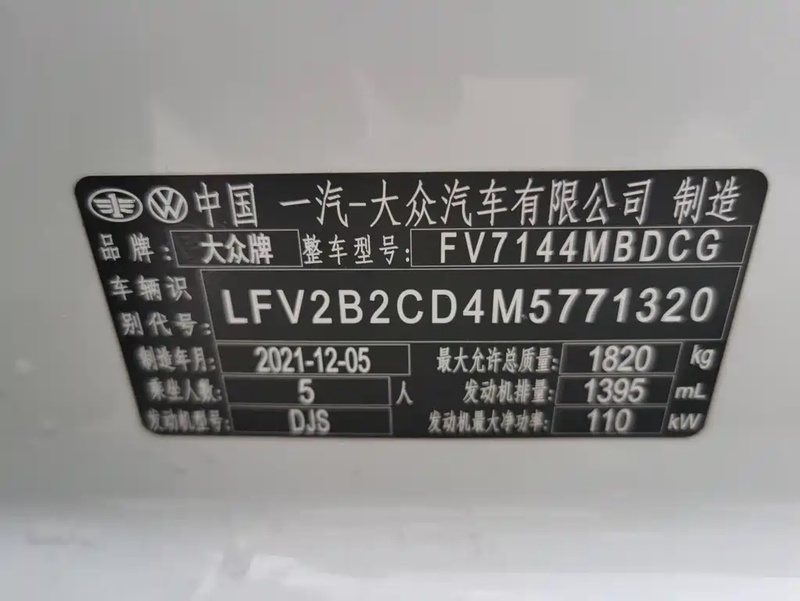 中国 一汽-大众汽车有限公司 制造
品牌: 大众牌 整车型号: FV7144MBDCG
车辆识别代号: LFV2B2CD4M5771320
制造年月: 2021-12-05 最大允许总质量: 1820 kg
乘坐人数: 5 人 发动机排量: 1395 mL
发动机型号: DJS 发动机最大净功率: 110 kW